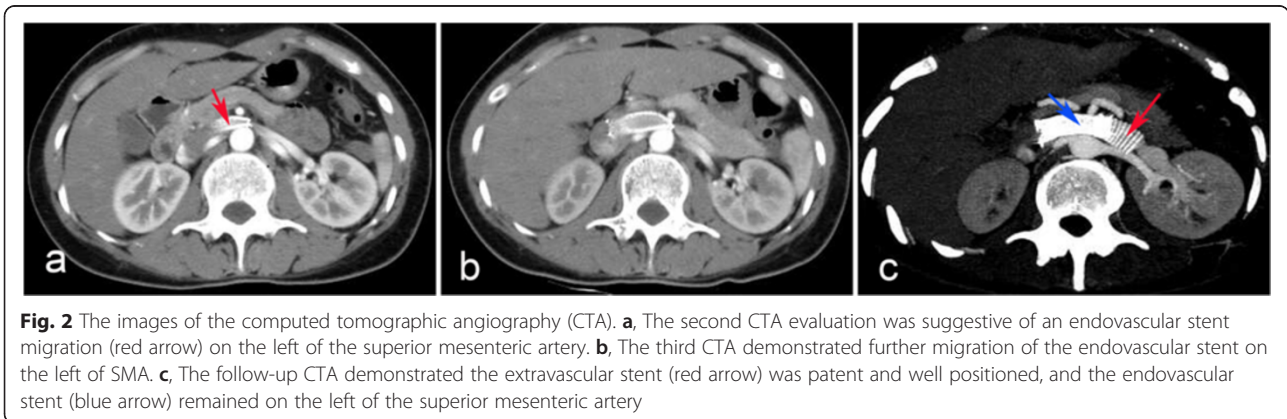 a
b
c
Fig. 2 The images of the computed tomographic angiography (CTA). a, The second CTA evaluation was suggestive of an endovascular stent
migration (red arrow) on the left of the superior mesenteric artery. b, The third CTA demonstrated further migration of the endovascular stent on
the left of SMA. c, The follow-up CTA demonstrated the extravascular stent (red arrow) was patent and well positioned, and the endovascular
stent (blue arrow) remained on the left of the superior mesenteric artery